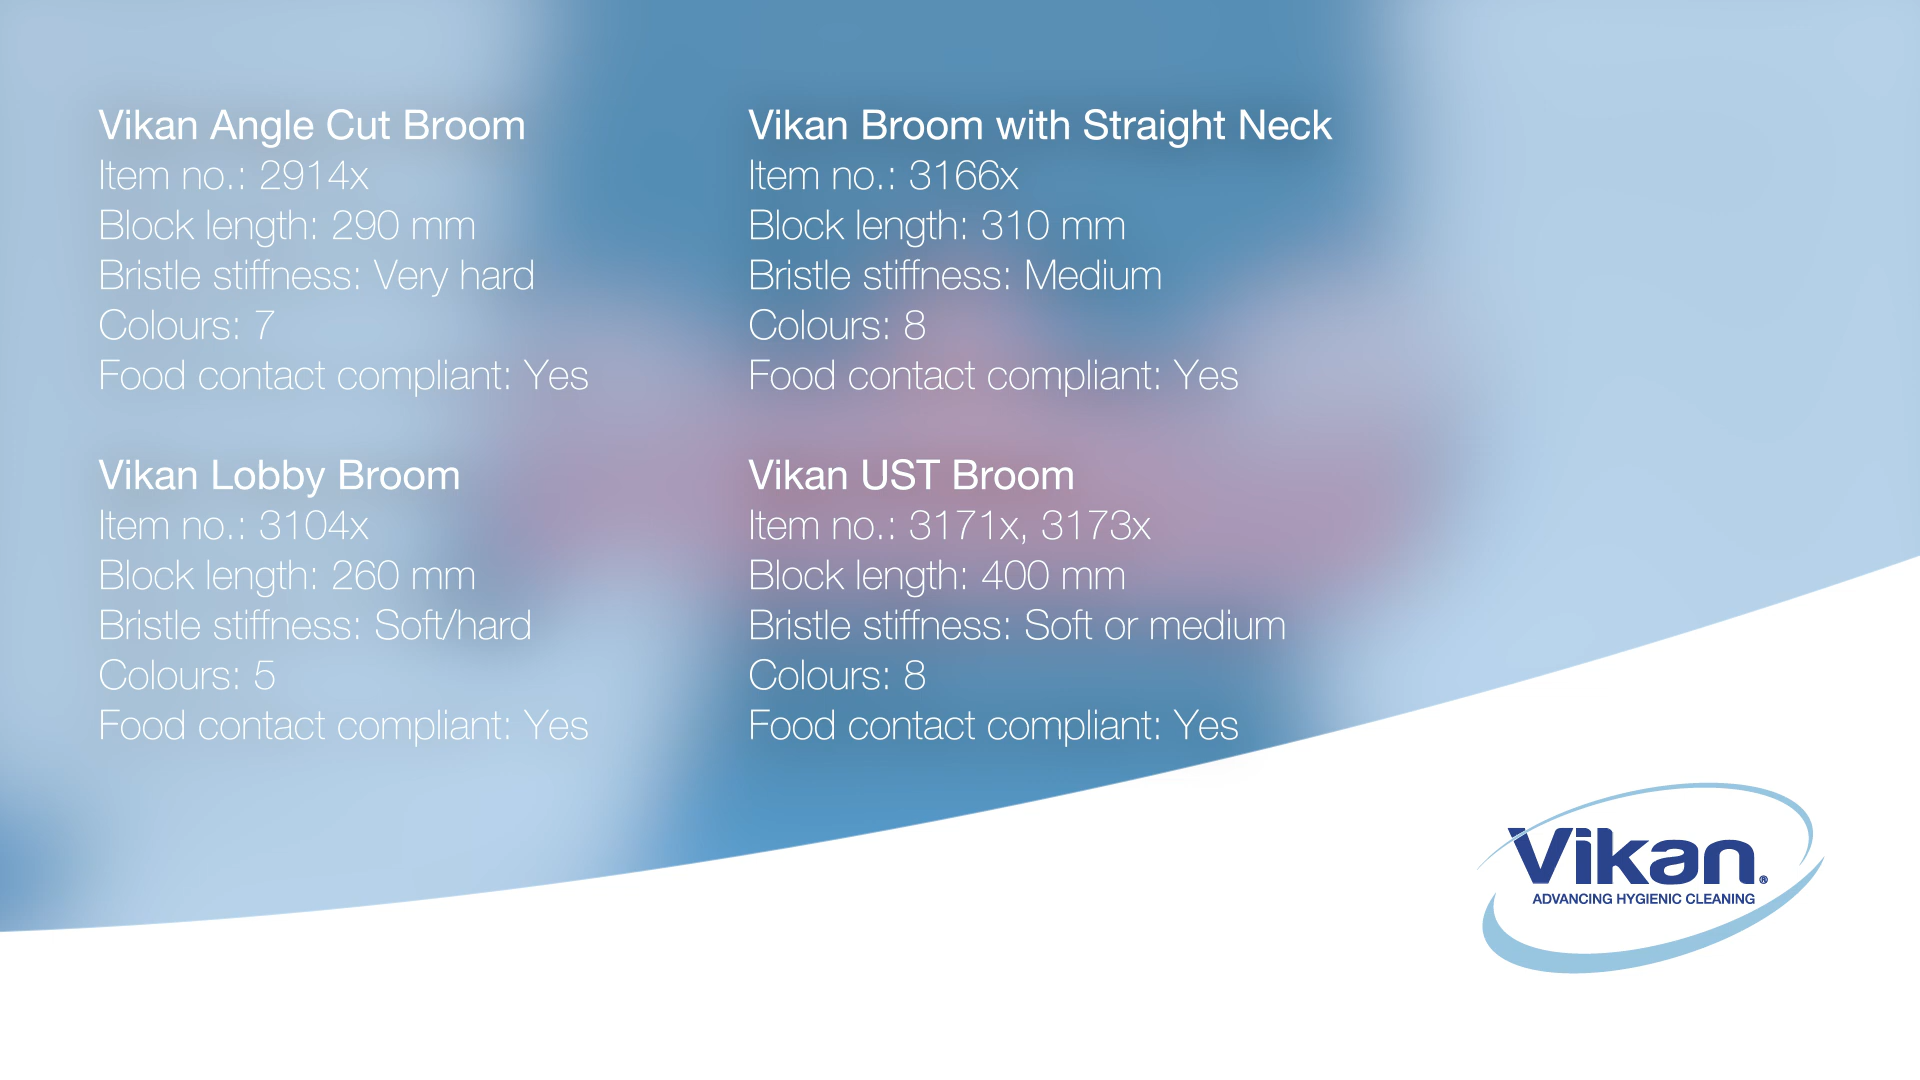 Vikan Angle Cut Broom
Item no.: 2914x
Block length: 290 mm
Bristle stiffness: Very hard
Colours: 7
Food contact compliant: Yes
Vikan Lobby Broom
Item no.: 3104x
Block length: 260 mm
Bristle stiffness: Soft/hard
Colours: 5
Food contact compliant: Yes
Vikan Broom with Straight Neck
Item no.: 3166x
Block length: 310 mm
Bristle stiffness: Medium
Colours: 8
Food contact compliant: Yes
Vikan UST Broom
Item no.: 3171x, 3173x
Block length: 400 mm
Bristle stiffness: Soft or medium
Colours: 8
Food contact compliant: Yes
Vikan®
ADVANCING HYGIENIC CLEANING